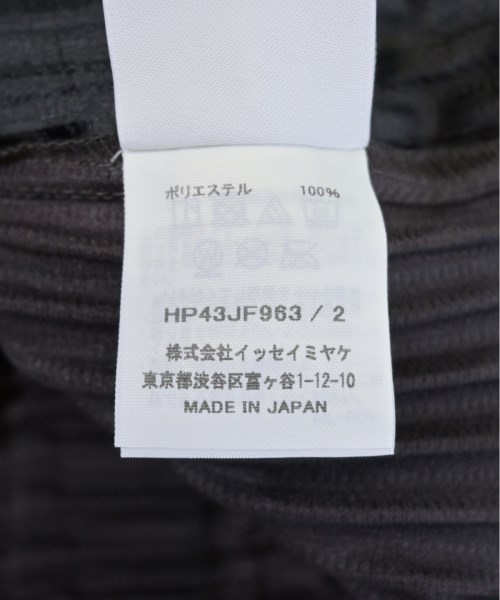 ポリエステル 100%
HP43JF963 / 2
株式会社イッセイミヤケ
東京都渋谷区富ヶ谷1-12-10
MADE IN JAPAN